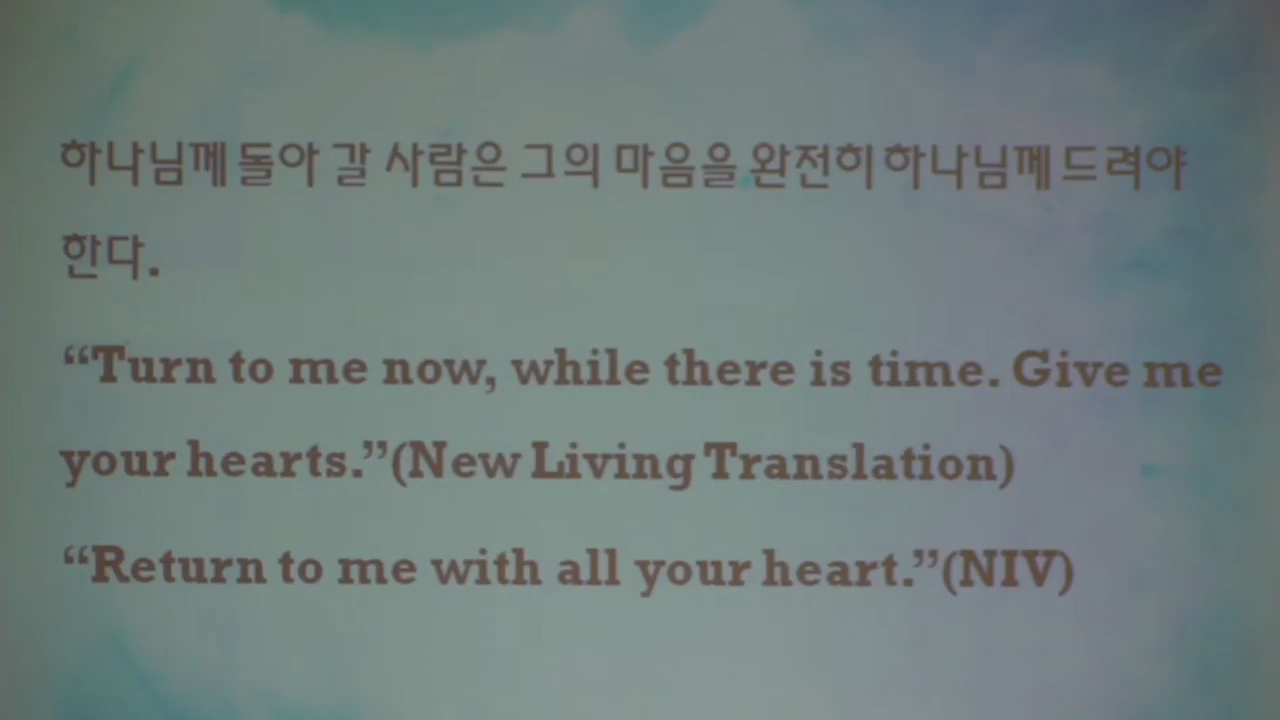 하나님께 돌아 갈 사람은 그의 마음을 완전히 하나님께 드려야
한다.
“Turn to me now, while there is time. Give me
your hearts.”(New Living Translation)
“Return to me with all your heart.”(NIV)